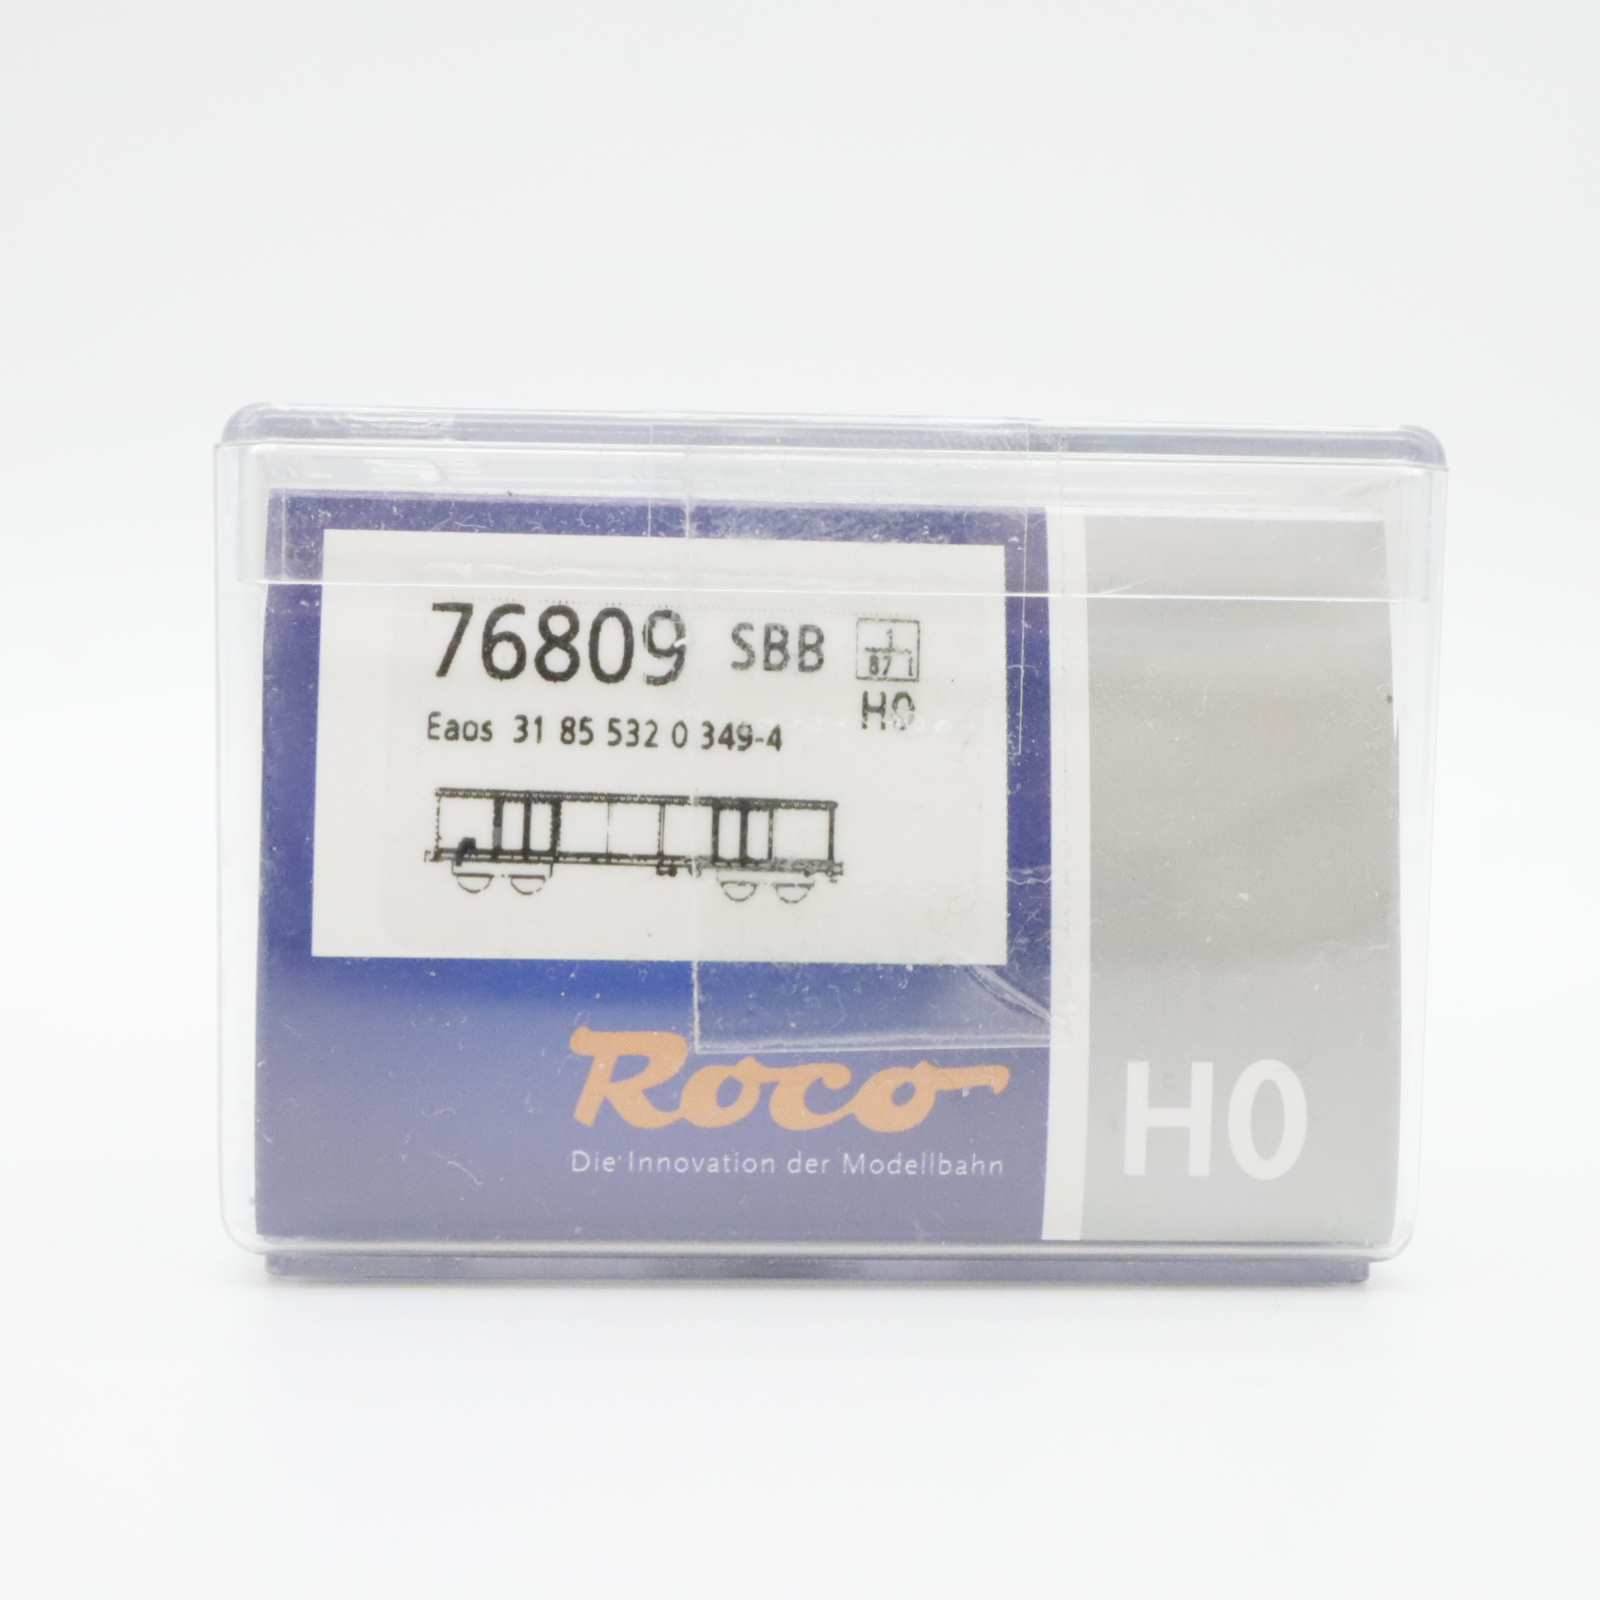 76809 SBB 1/87
H0
Eaos 31 85 532 0 349-4
Roco
Die Innovation der Modellbahn
H0